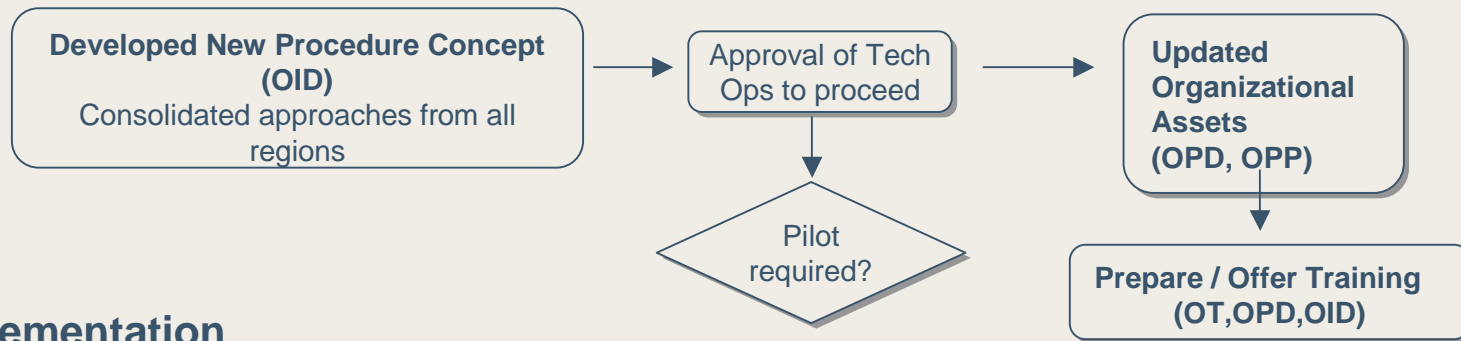 Developed New Procedure Concept
(OID)
Consolidated approaches from all
regions
Approval of Tech
Ops to proceed
Updated
Organizational
Assets
(OPD, OPP)
Pilot
required?
Prepare / Offer Training
(OT,OPD,OID)